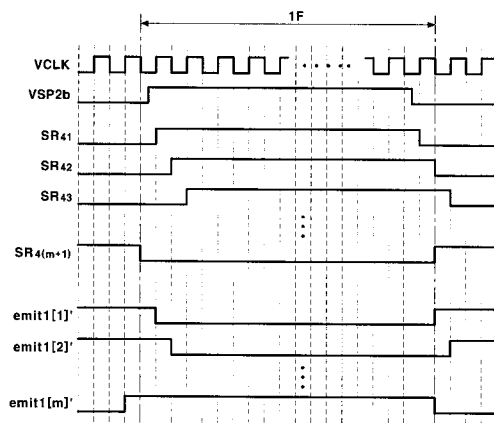 1F
VCLK
VSP2b
SR41
SR42
SR43
SR4(m+1)
emit1[1]'
emit1[2]'
emit1[m]'